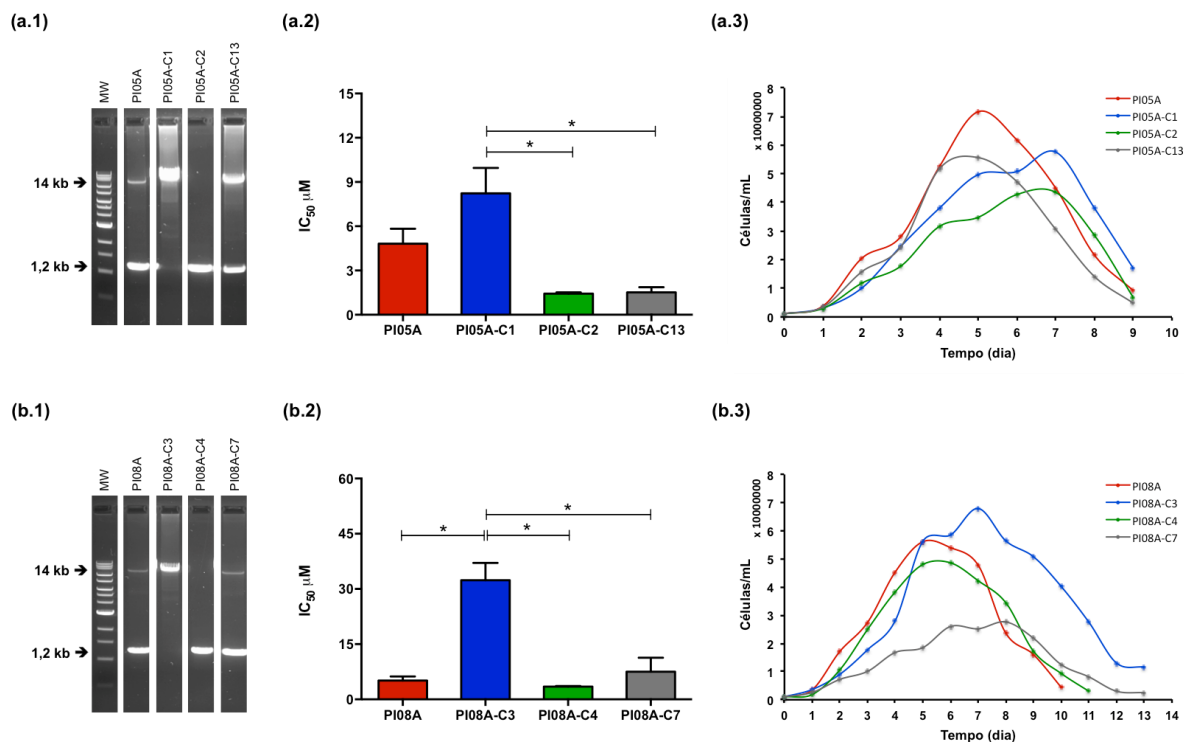 (a.1)
MW
PI05A
PI05A-C1
PI05A-C2
PI05A-C13
14 kb
1,2 kb
(a.2)
IC50 µM
15
12
9
6
3
0
*
*
PI05A
PI05A-C1
PI05A-C2
PI05A-C13
(a.3)
Células/mL
x 10000000
8
7
6
5
4
3
2
1
0
0 1 2 3 4 5 6 7 8 9 10
Tempo (dia)
PI05A
PI05A-C1
PI05A-C2
PI05A-C13
(b.1)
MW
PI08A
PI08A-C3
PI08A-C4
PI08A-C7
14 kb
1,2 kb
(b.2)
IC50 µM
60
45
30
15
0
*
*
*
PI08A
PI08A-C3
PI08A-C4
PI08A-C7
(b.3)
Células/mL
x 10000000
8
7
6
5
4
3
2
1
0
0 1 2 3 4 5 6 7 8 9 10 11 12 13 14
Tempo (dia)
PI08A
PI08A-C3
PI08A-C4
PI08A-C7